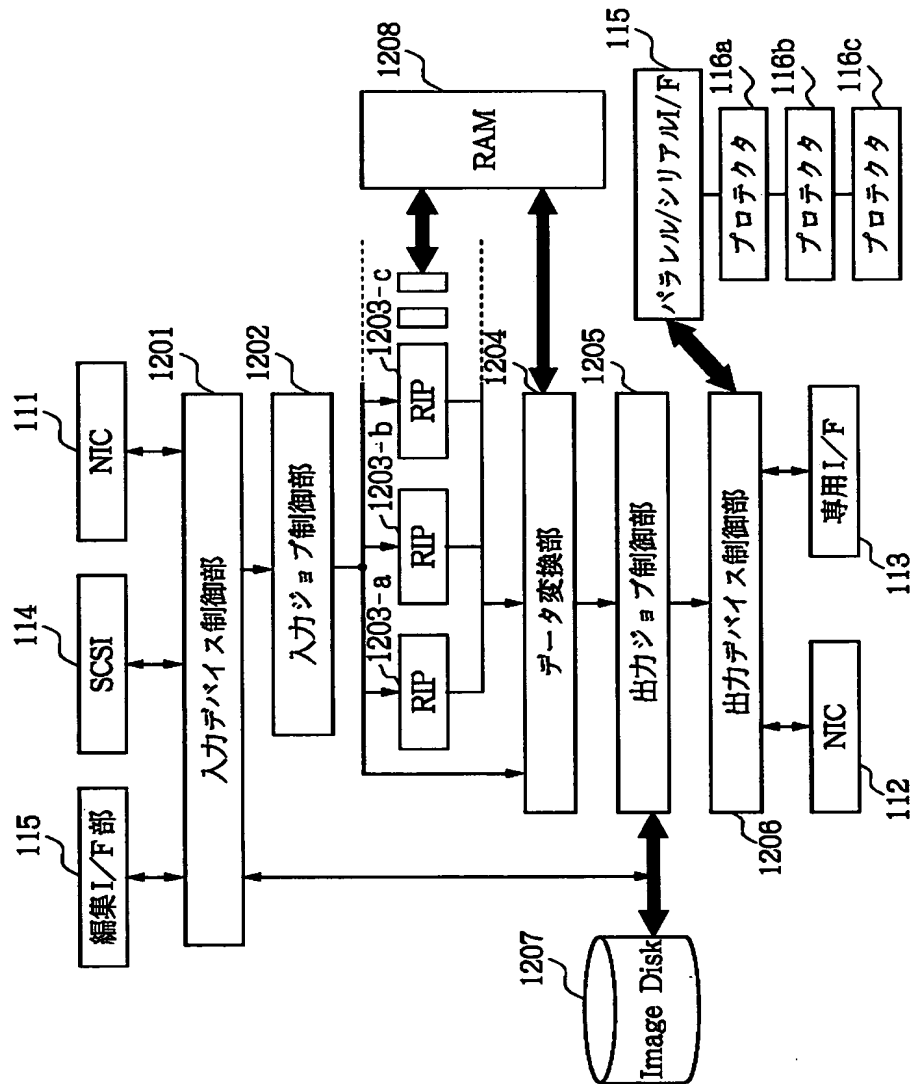 115
114
111
編集I/F部
SCSI
NIC
1201
入力デバイス制御部
1202
入力ジョブ制御部
1203-a
1203-b
1203-c
RIP
RIP
RIP
1208
RAM
1204
データ変換部
1205
出力ジョブ制御部
出力デバイス制御部
1206
1207
Image Disk
NIC
112
専用I/F
113
115
パラレル/シリアルI/F
116a
プロテクタ
116b
プロテクタ
116c
プロテクタ